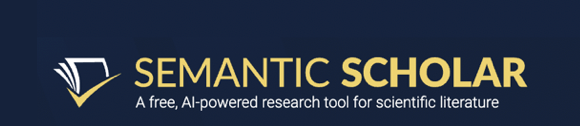 SEMANTIC SCHOLAR
A free, AI-powered research tool for scientific literature